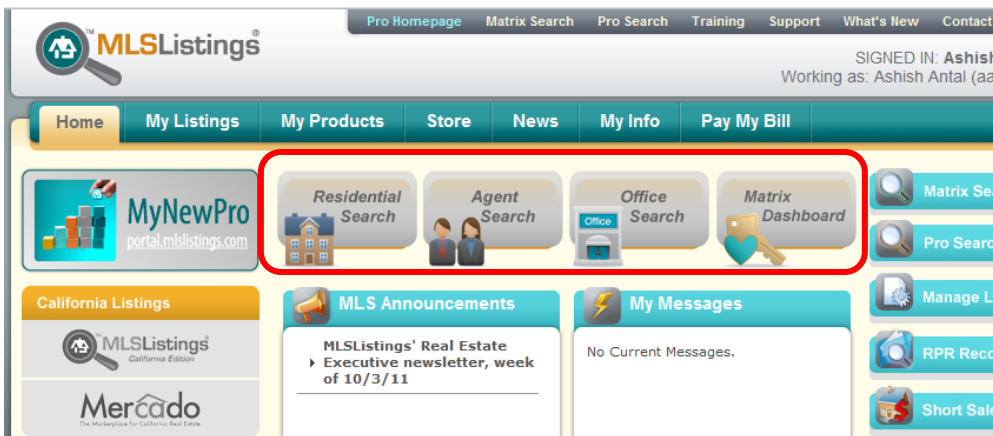 Pro Homepage Matrix Search Pro Search Training Support What's New Contact
MLSListings®
™
SIGNED IN: Ashish
Working as: Ashish Antal (aa
Home My Listings My Products Store News My Info Pay My Bill
MyNewPro
portal.mlslistings.com
Residential
Search
Agent
Search
Office
Office
Search
Matrix
Dashboard
Matrix Se
Pro Searc
Manage L
RPR Reco
Short Sale
California Listings
MLSListings®
California Edition
Mercado
The Marketplace for California Real Estate
MLS Announcements
MLSListings' Real Estate
Executive newsletter, week
of 10/3/11
My Messages
No Current Messages.